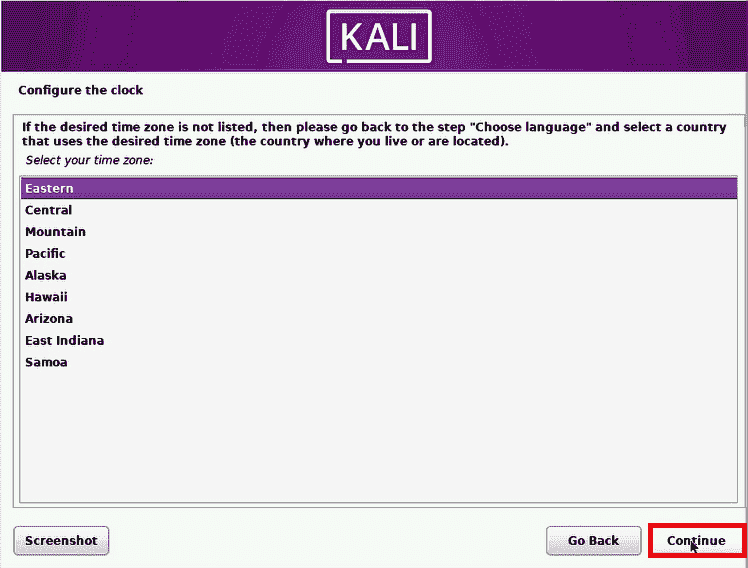 KALI
Configure the clock
If the desired time zone is not listed, then please go back to the step "Choose language" and select a country
that uses the desired time zone (the country where you live or are located).
Select your time zone:
Eastern
Central
Mountain
Pacific
Alaska
Hawaii
Arizona
East Indiana
Samoa
Screenshot
Go Back
Continue